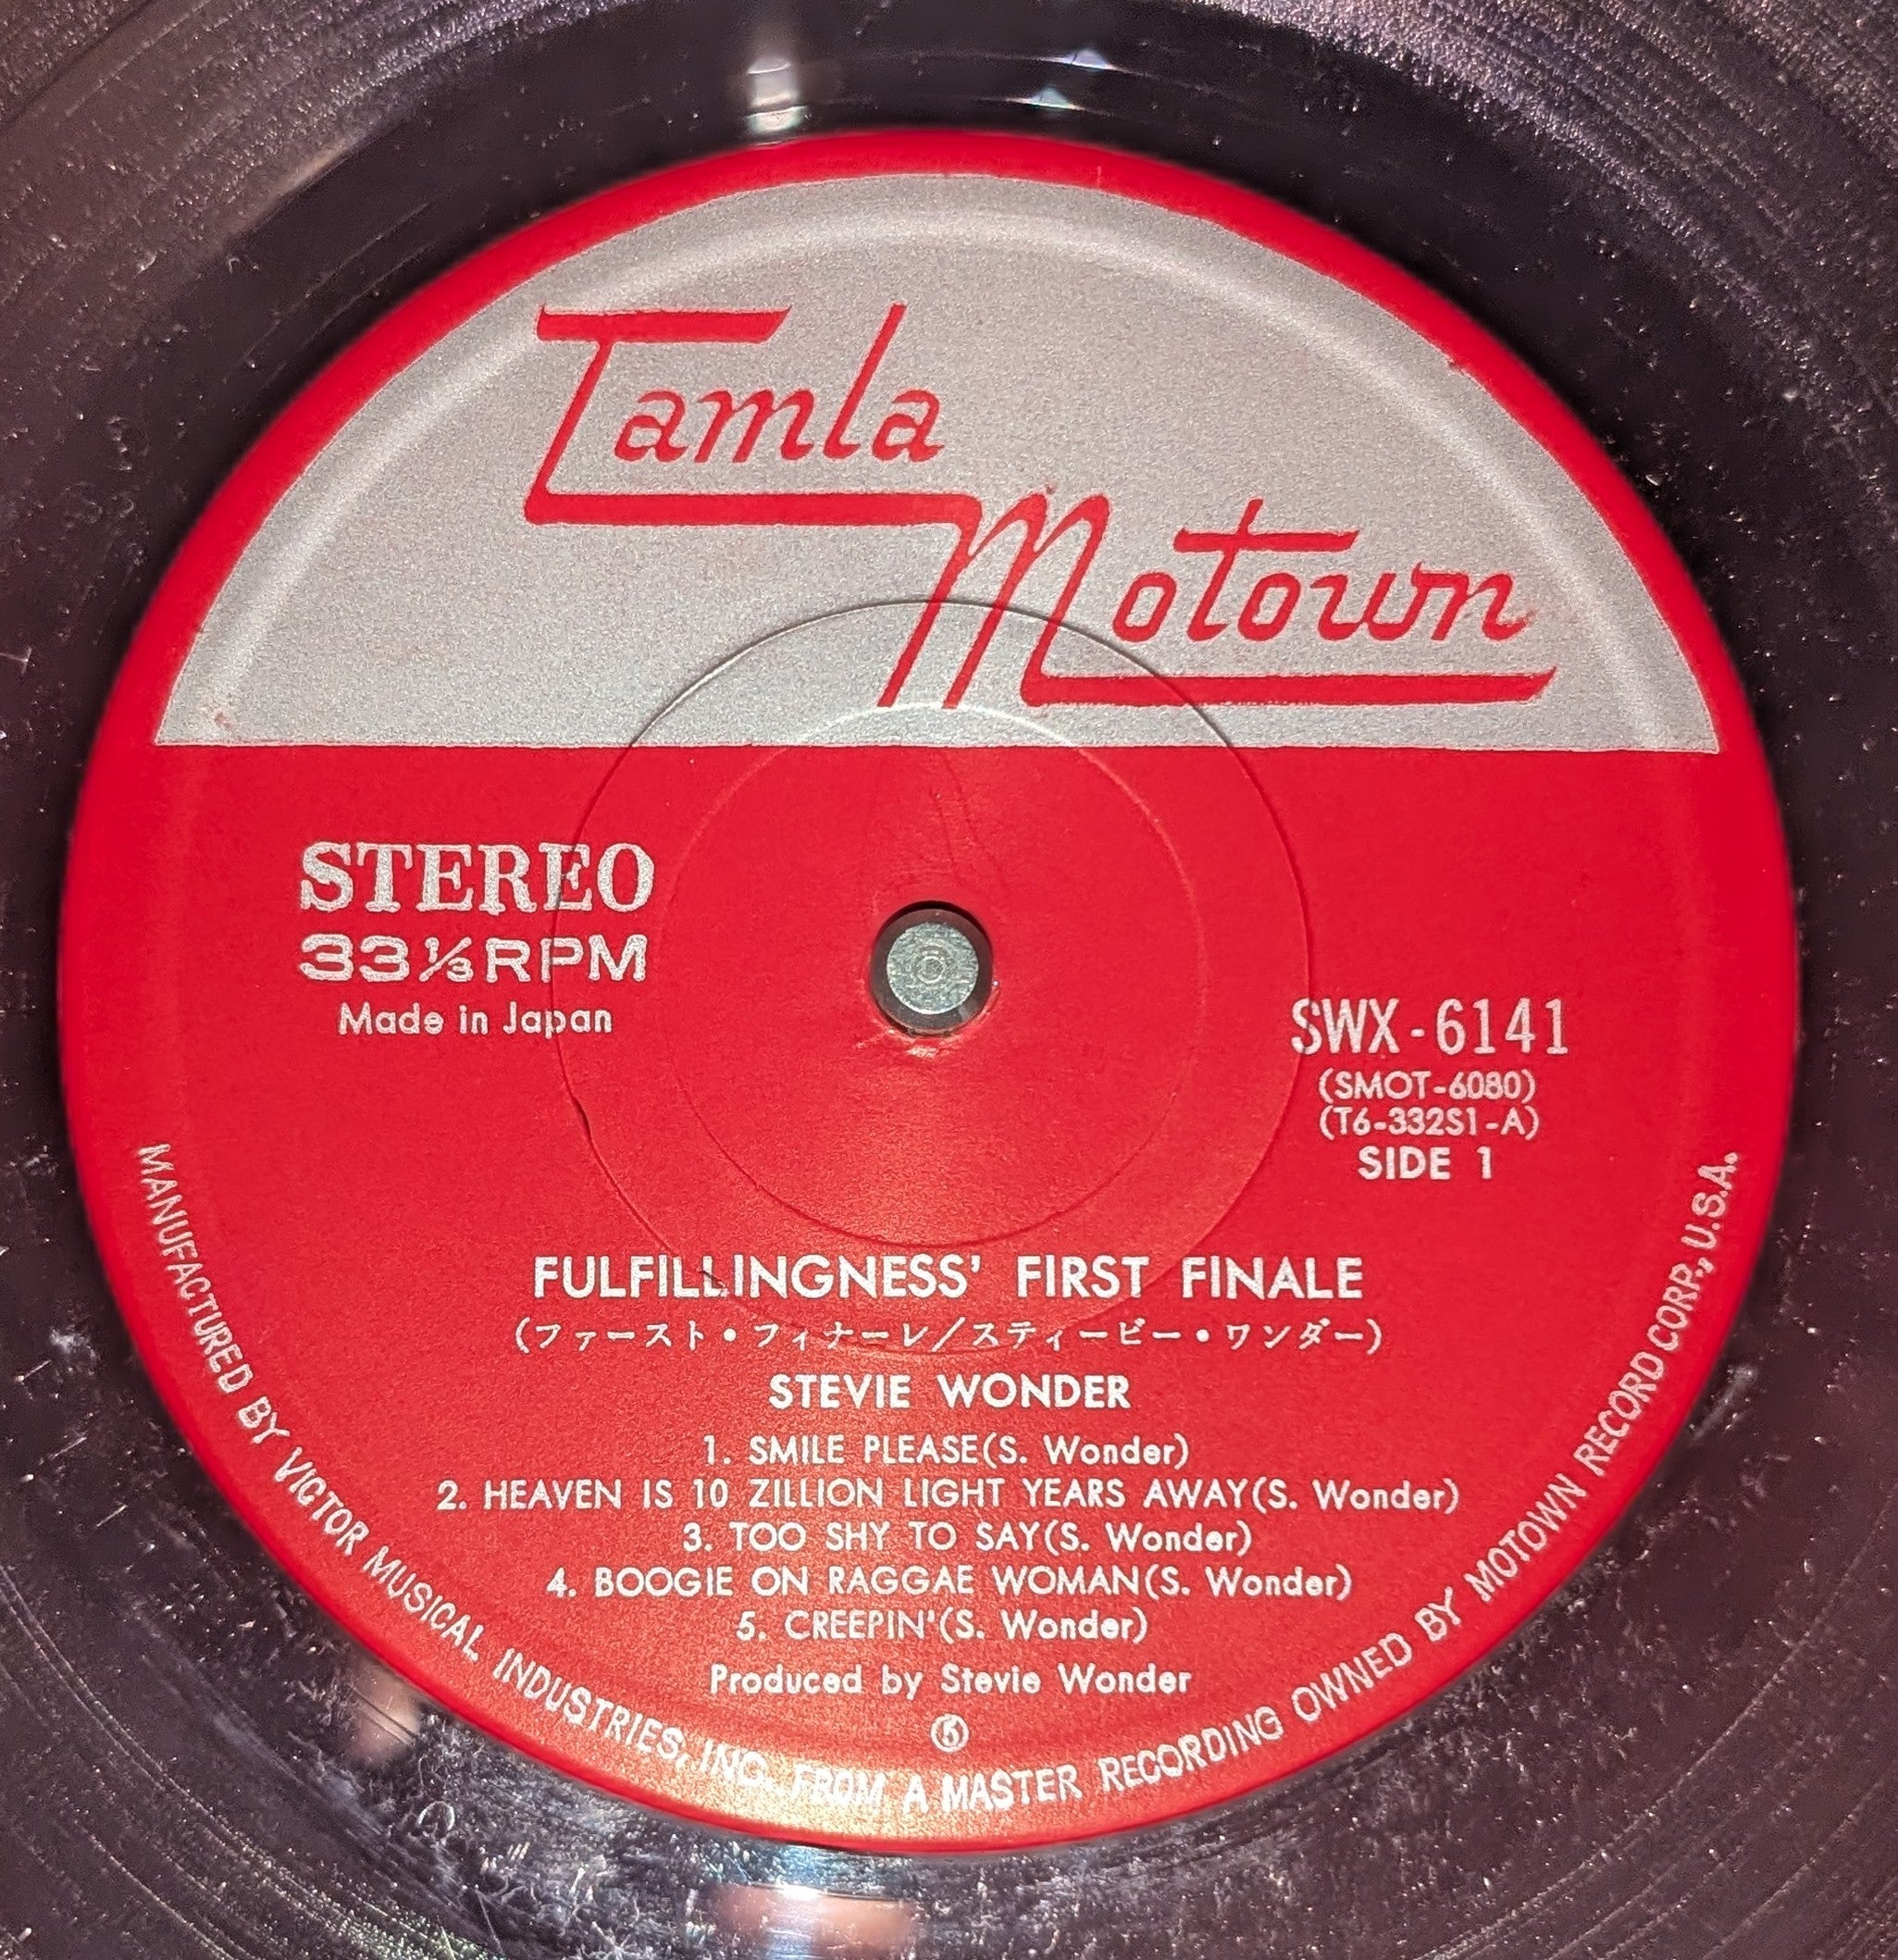 Tamla
Motown
STEREO
33⅓RPM
Made in Japan
SWX-6141
(SMOT-6080)
(T6-332S1-A)
SIDE 1
FULFILLINGNESS' FIRST FINALE
(ファースト・フィナーレ/スティービー・ワンダー)
STEVIE WONDER
1. SMILE PLEASE(S. Wonder)
2. HEAVEN IS 10 ZILLION LIGHT YEARS AWAY(S. Wonder)
3. TOO SHY TO SAY(S. Wonder)
4. BOOGIE ON RAGGAE WOMAN(S. Wonder)
5. CREEPIN'(S. Wonder)
Produced by Stevie Wonder
MANUFACTURED BY VICTOR MUSICAL INDUSTRIES, INC. FROM A MASTER RECORDING OWNED BY MOTOWN RECORD CORP., U.S.A.